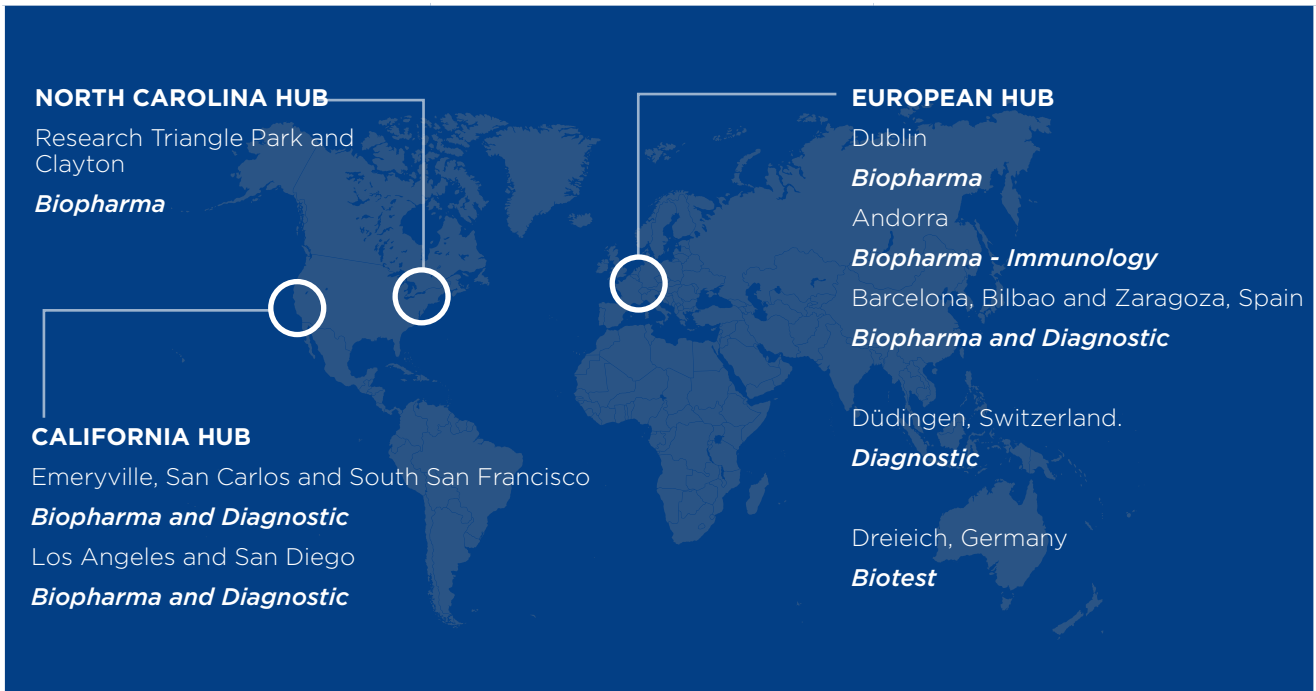 NORTH CAROLINA HUB
Research Triangle Park and
Clayton
Biopharma
CALIFORNIA HUB
Emeryville, San Carlos and South San Francisco
Biopharma and Diagnostic
Los Angeles and San Diego
Biopharma and Diagnostic
EUROPEAN HUB
Dublin
Biopharma
Andorra
Biopharma - Immunology
Barcelona, Bilbao and Zaragoza, Spain
Biopharma and Diagnostic
Düdingen, Switzerland.
Diagnostic
Dreieich, Germany
Biotest